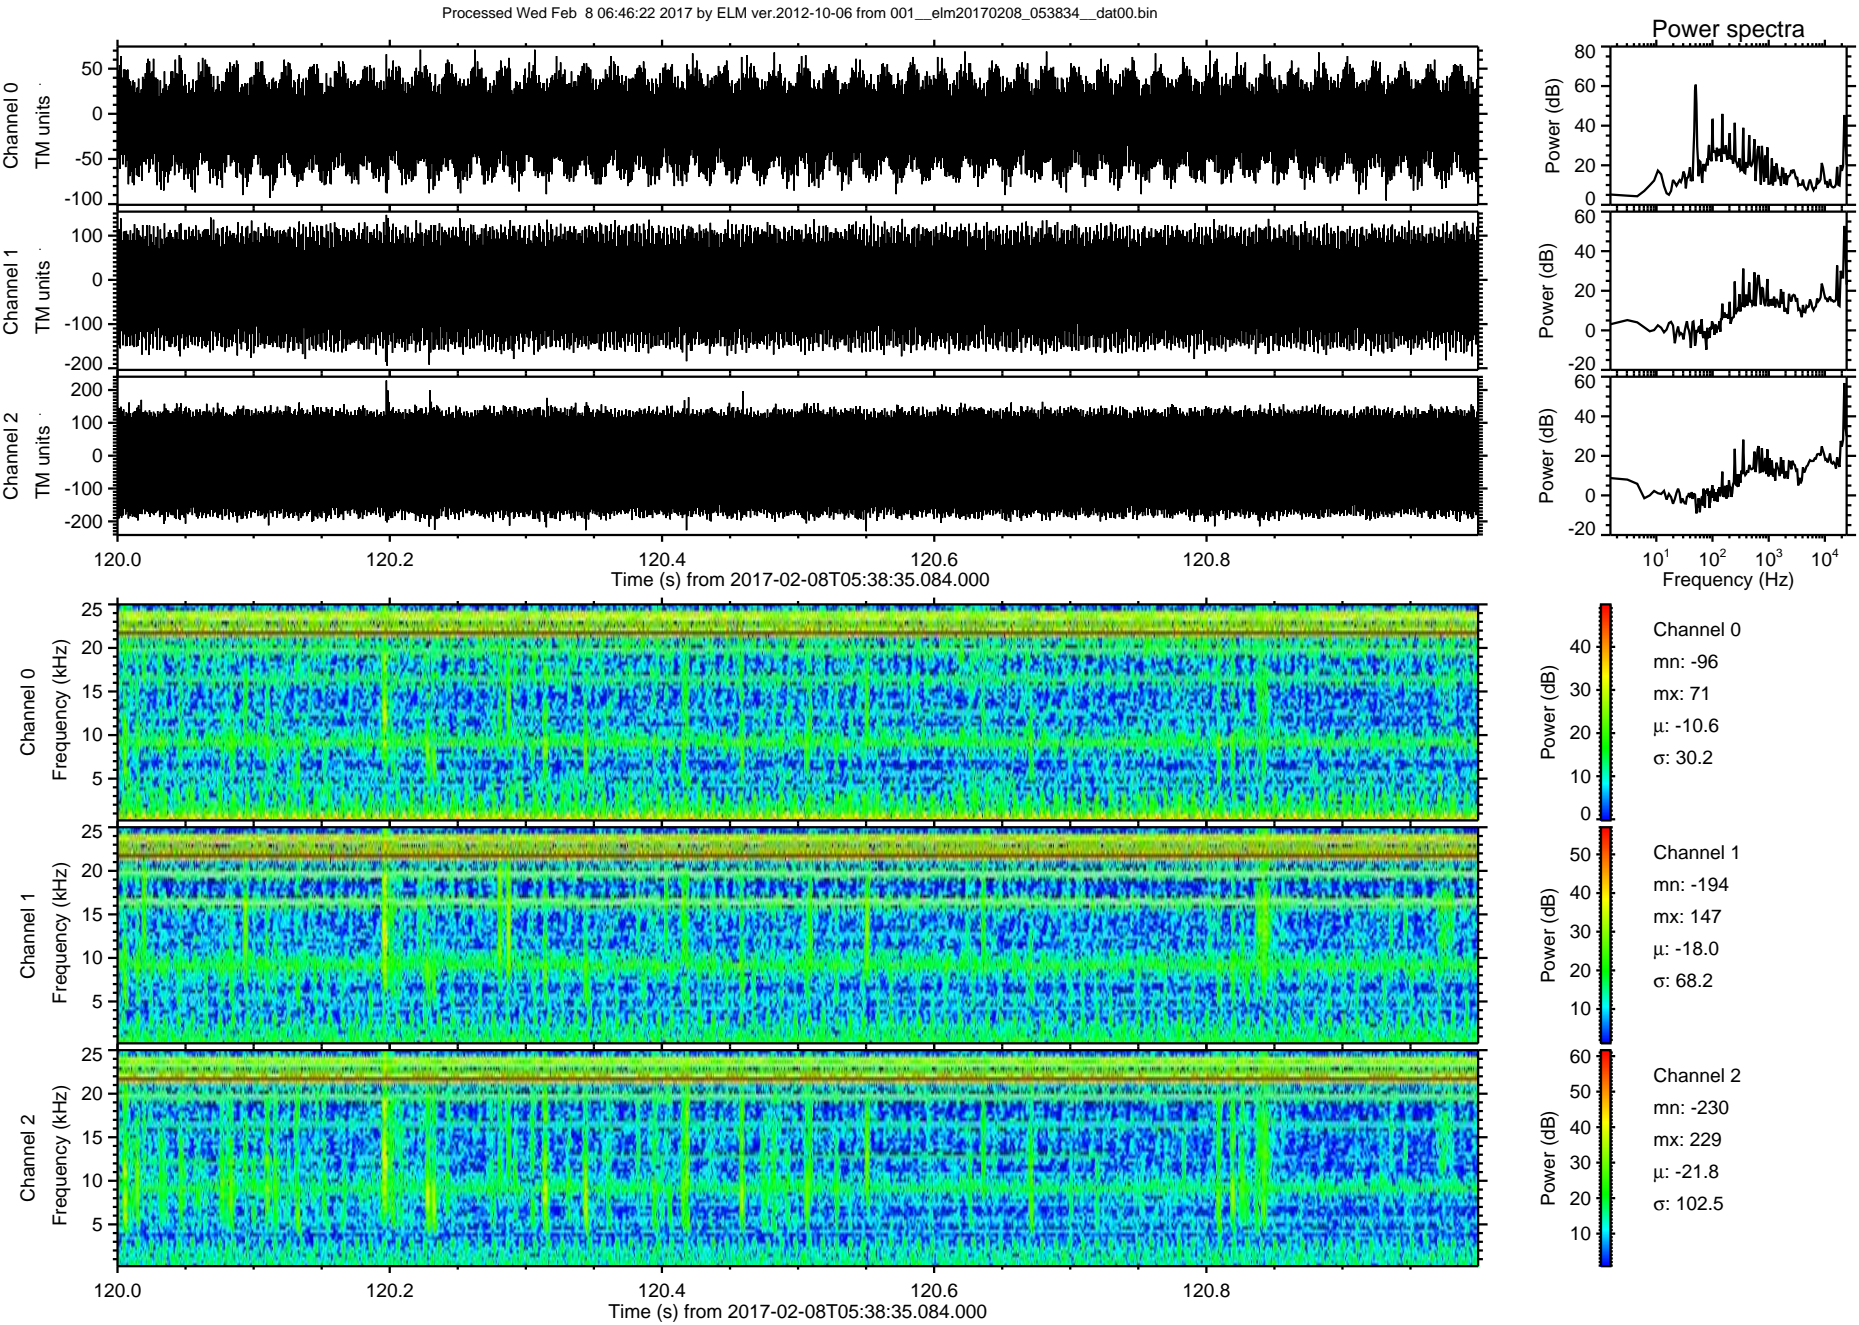 Processed Wed Feb  8 06:46:22 2017 by ELM ver.2012-10-06 from 001__elm20170208_053834__dat00.bin
Power spectra
Channel 0
TM units
50
0
-50
-100
Power (dB)
80
60
40
20
0
Channel 1
TM units
100
0
-100
-200
Power (dB)
60
40
20
0
-20
Channel 2
TM units
200
100
0
-100
-200
Power (dB)
60
40
20
0
-20
120.0 120.2 120.4 120.6 120.8
Time (s) from 2017-02-08T05:38:35.084.000
10^1 10^2 10^3 10^4
Frequency (Hz)
Channel 0
Frequency (kHz)
25
20
15
10
5
Power (dB)
40
30
20
10
0
Channel 0
mn: -96
mx: 71
μ: -10.6
σ: 30.2
Channel 1
Frequency (kHz)
25
20
15
10
5
Power (dB)
50
40
30
20
10
Channel 1
mn: -194
mx: 147
μ: -18.0
σ: 68.2
Channel 2
Frequency (kHz)
25
20
15
10
5
Power (dB)
60
50
40
30
20
10
Channel 2
mn: -230
mx: 229
μ: -21.8
σ: 102.5
120.0 120.2 120.4 120.6 120.8
Time (s) from 2017-02-08T05:38:35.084.000